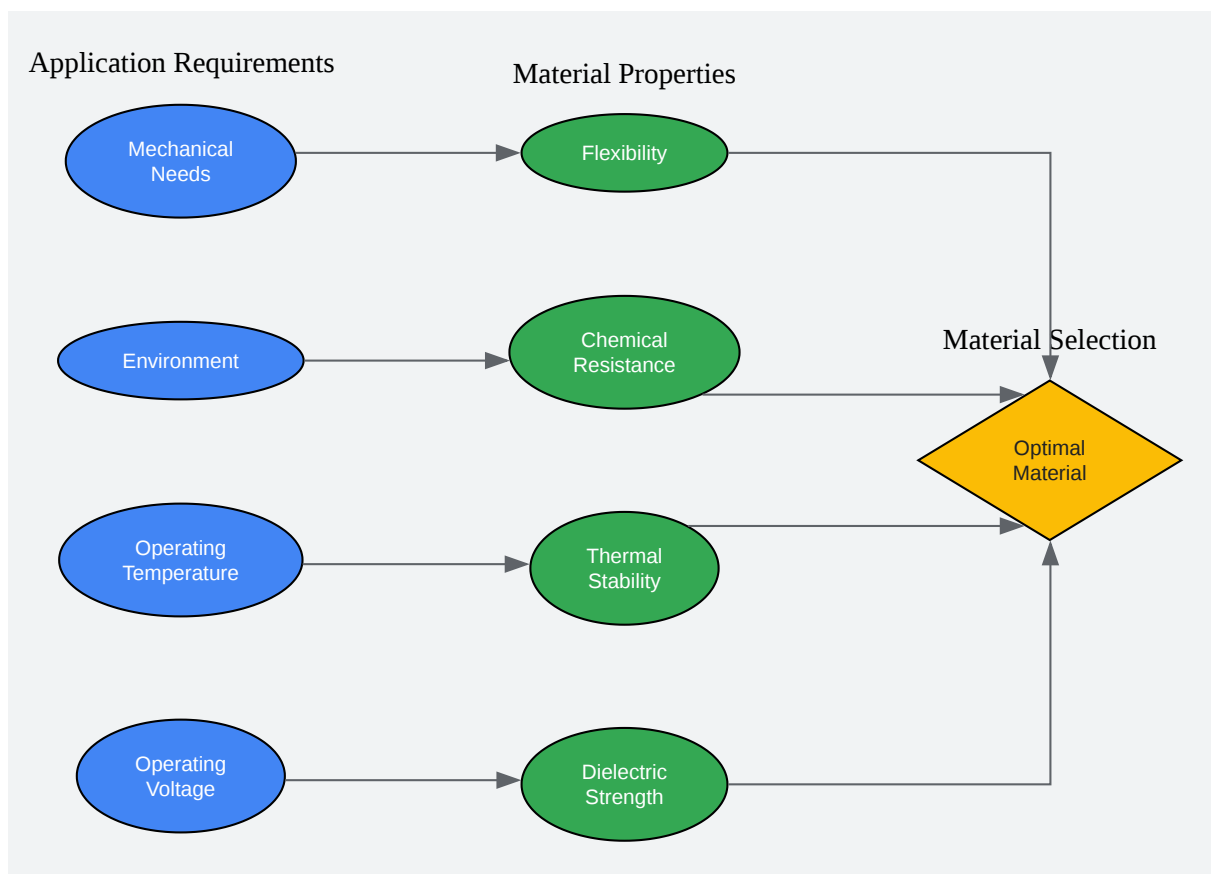 Application Requirements
Material Properties
Mechanical
Needs
Flexibility
Material Selection
Environment
Chemical
Resistance
Optimal
Material
Operating
Temperature
Thermal
Stability
Operating
Voltage
Dielectric
Strength